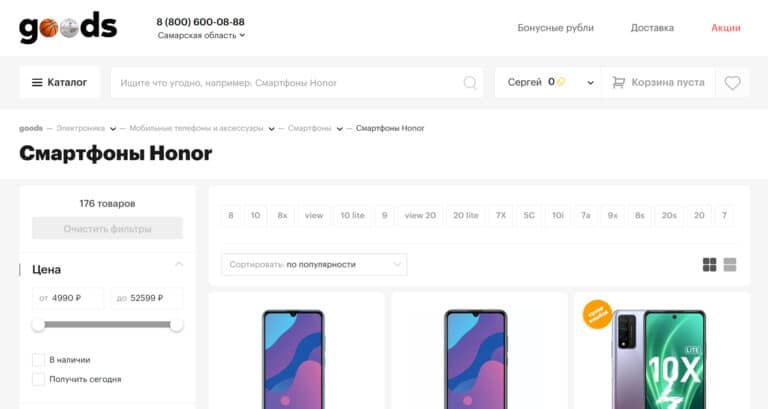 goods
8 (800) 600-08-88
Самарская область
Бонусные рубли
Доставка
Акции
Каталог
Ищите что угодно, например: Смартфоны Honor
Сергей 0
Корзина пуста
goods — Электроника — Мобильные телефоны и аксессуары — Смартфоны — Смартфоны Honor
Смартфоны Honor
176 товаров
Очистить фильтры
Цена
от 4990 ₽
до 52599 ₽
В наличии
Получить сегодня
8 10 8x view 10 lite 9 view 20 20 lite 7X 5C 10i 7a 9x 8s 20s 20 7
Сортировать: по популярности
10X
LITE